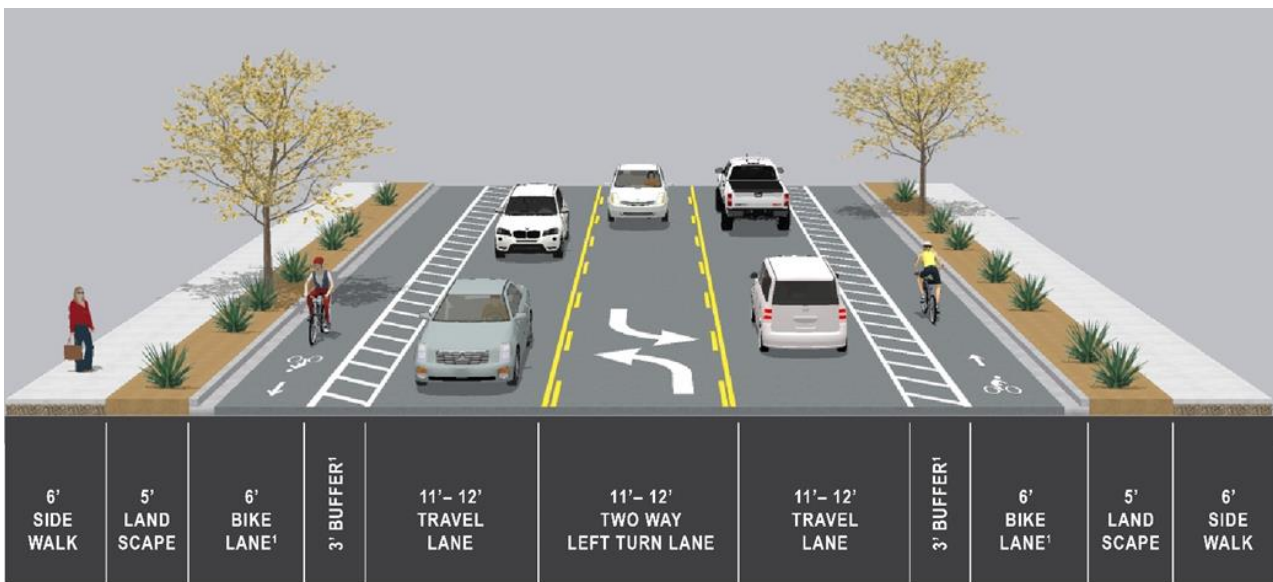 6'
SIDE
WALK
5'
LAND
SCAPE
6'
BIKE
LANE¹
3' BUFFER¹
11'– 12'
TRAVEL
LANE
11'– 12'
TWO WAY
LEFT TURN LANE
11'– 12'
TRAVEL
LANE
3' BUFFER¹
6'
BIKE
LANE¹
5'
LAND
SCAPE
6'
SIDE
WALK